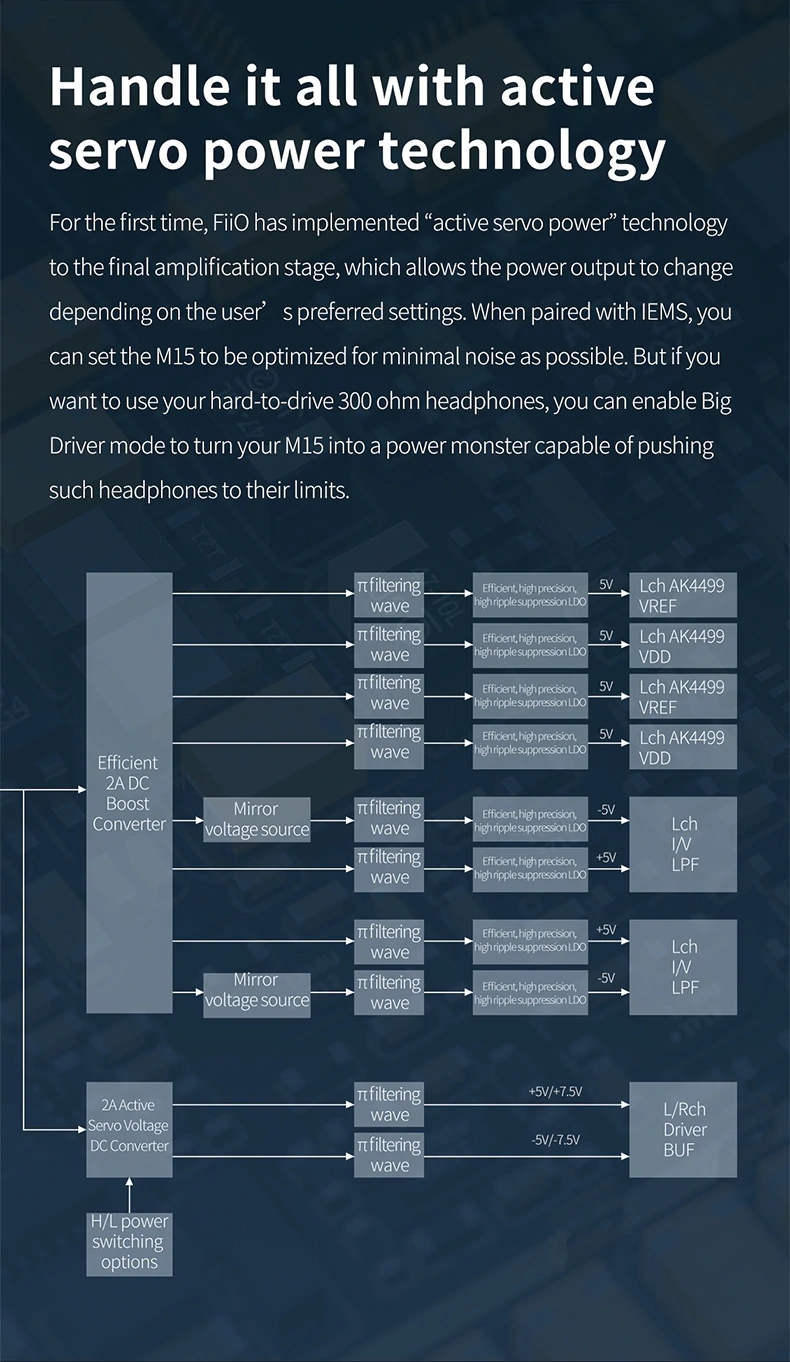 Handle it all with active
servo power technology
For the first time, FiiO has implemented “active servo power” technology
to the final amplification stage, which allows the power output to change
depending on the user’ s preferred settings. When paired with IEMS, you
can set the M15 to be optimized for minimal noise as possible. But if you
want to use your hard-to-drive 300 ohm headphones, you can enable Big
Driver mode to turn your M15 into a power monster capable of pushing
such headphones to their limits.
Efficient
2A DC
Boost
Converter
π filtering
wave
Efficient, high precision,
high ripple suppression LDO
5V
Lch AK4499
VREF
π filtering
wave
Efficient, high precision,
high ripple suppression LDO
5V
Lch AK4499
VDD
π filtering
wave
Efficient, high precision,
high ripple suppression LDO
5V
Lch AK4499
VREF
π filtering
wave
Efficient, high precision,
high ripple suppression LDO
5V
Lch AK4499
VDD
Mirror
voltage source
π filtering
wave
Efficient, high precision,
high ripple suppression LDO
-5V
π filtering
wave
Efficient, high precision,
high ripple suppression LDO
+5V
Lch
I/V
LPF
π filtering
wave
Efficient, high precision,
high ripple suppression LDO
+5V
Mirror
voltage source
π filtering
wave
Efficient, high precision,
high ripple suppression LDO
-5V
Lch
I/V
LPF
2A Active
Servo Voltage
DC Converter
π filtering
wave
+5V/+7.5V
π filtering
wave
-5V/-7.5V
L/Rch
Driver
BUF
H/L power
switching
options